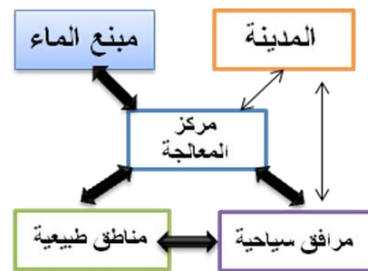 المدينة
مبنع الماء
مركز
المعالجة
مرافق سياحية
مناطق طبيعية